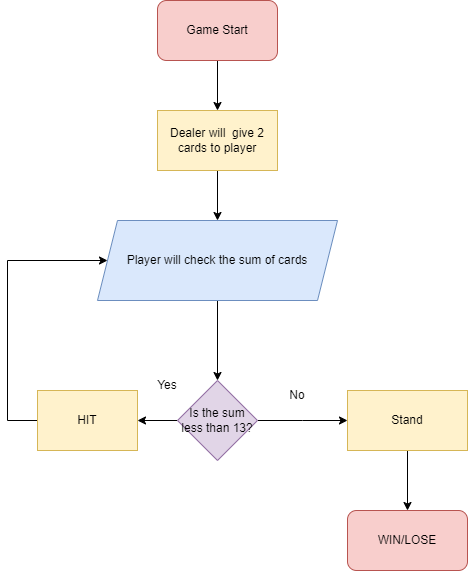 Game Start
Dealer will  give 2
cards to player
Player will check the sum of cards
Yes
No
Is the sum
less than 13?
HIT
Stand
WIN/LOSE